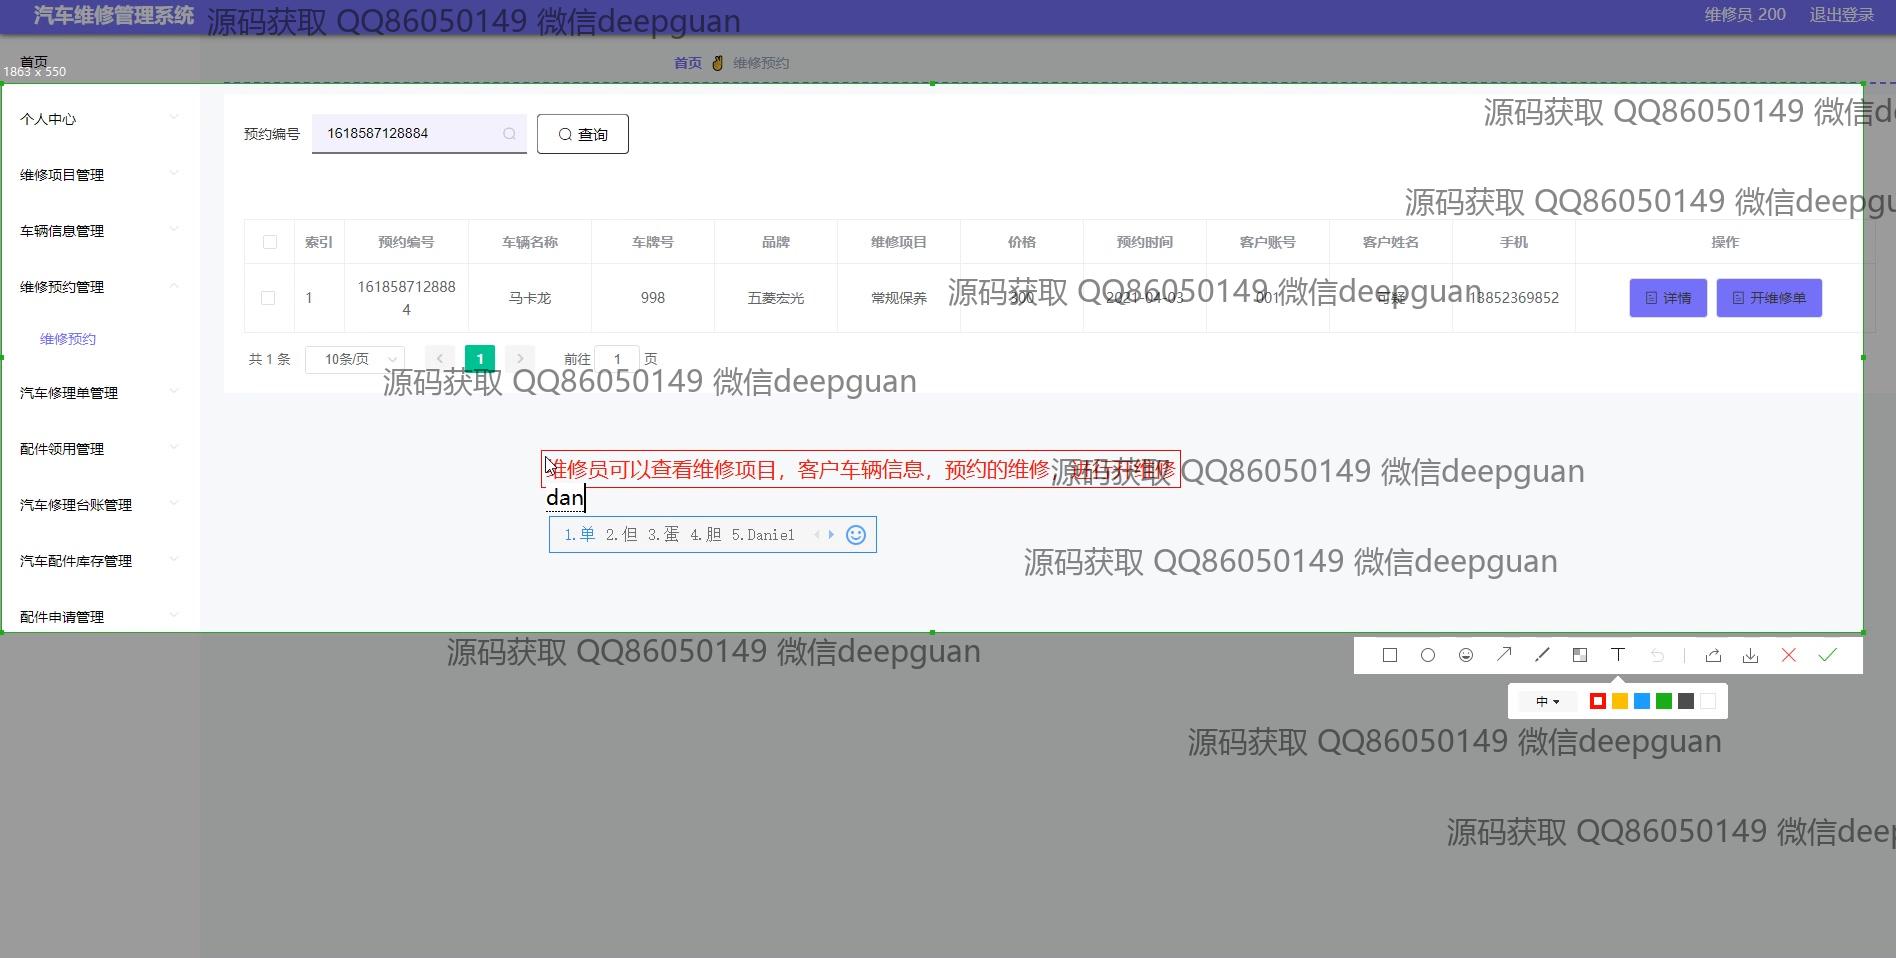 汽车维修管理系统
源码获取 QQ86050149 微信deepguan
维修员 200
退出登录
首页
1863 x 550
首页 维修预约
源码获取 QQ86050149 微信d
个人中心
预约编号 1618587128884 查询
维修项目管理
源码获取 QQ86050149 微信deepgu
车辆信息管理
索引 预约编号 车辆名称 车牌号 品牌 维修项目 价格 预约时间 客户账号 客户姓名 手机 操作
维修预约管理
1 1618587128884 马卡龙 998 五菱宏光 常规保养 300 2021-04-03 001 可疑 13852369852 详情 开维修单
源码获取 QQ86050149 微信deepguan
维修预约
共 1 条 10条/页 1 前往 1 页
源码获取 QQ86050149 微信deepguan
汽车修理单管理
配件领用管理
维修员可以查看维修项目，客户车辆信息，预约的维修，进行开维修
源码获取 QQ86050149 微信deepguan
dan
汽车修理台账管理
1.单 2.但 3.蛋 4.胆 5.Daniel
汽车配件库存管理
源码获取 QQ86050149 微信deepguan
配件申请管理
源码获取 QQ86050149 微信deepguan
中
源码获取 QQ86050149 微信deepguan
源码获取 QQ86050149 微信dee